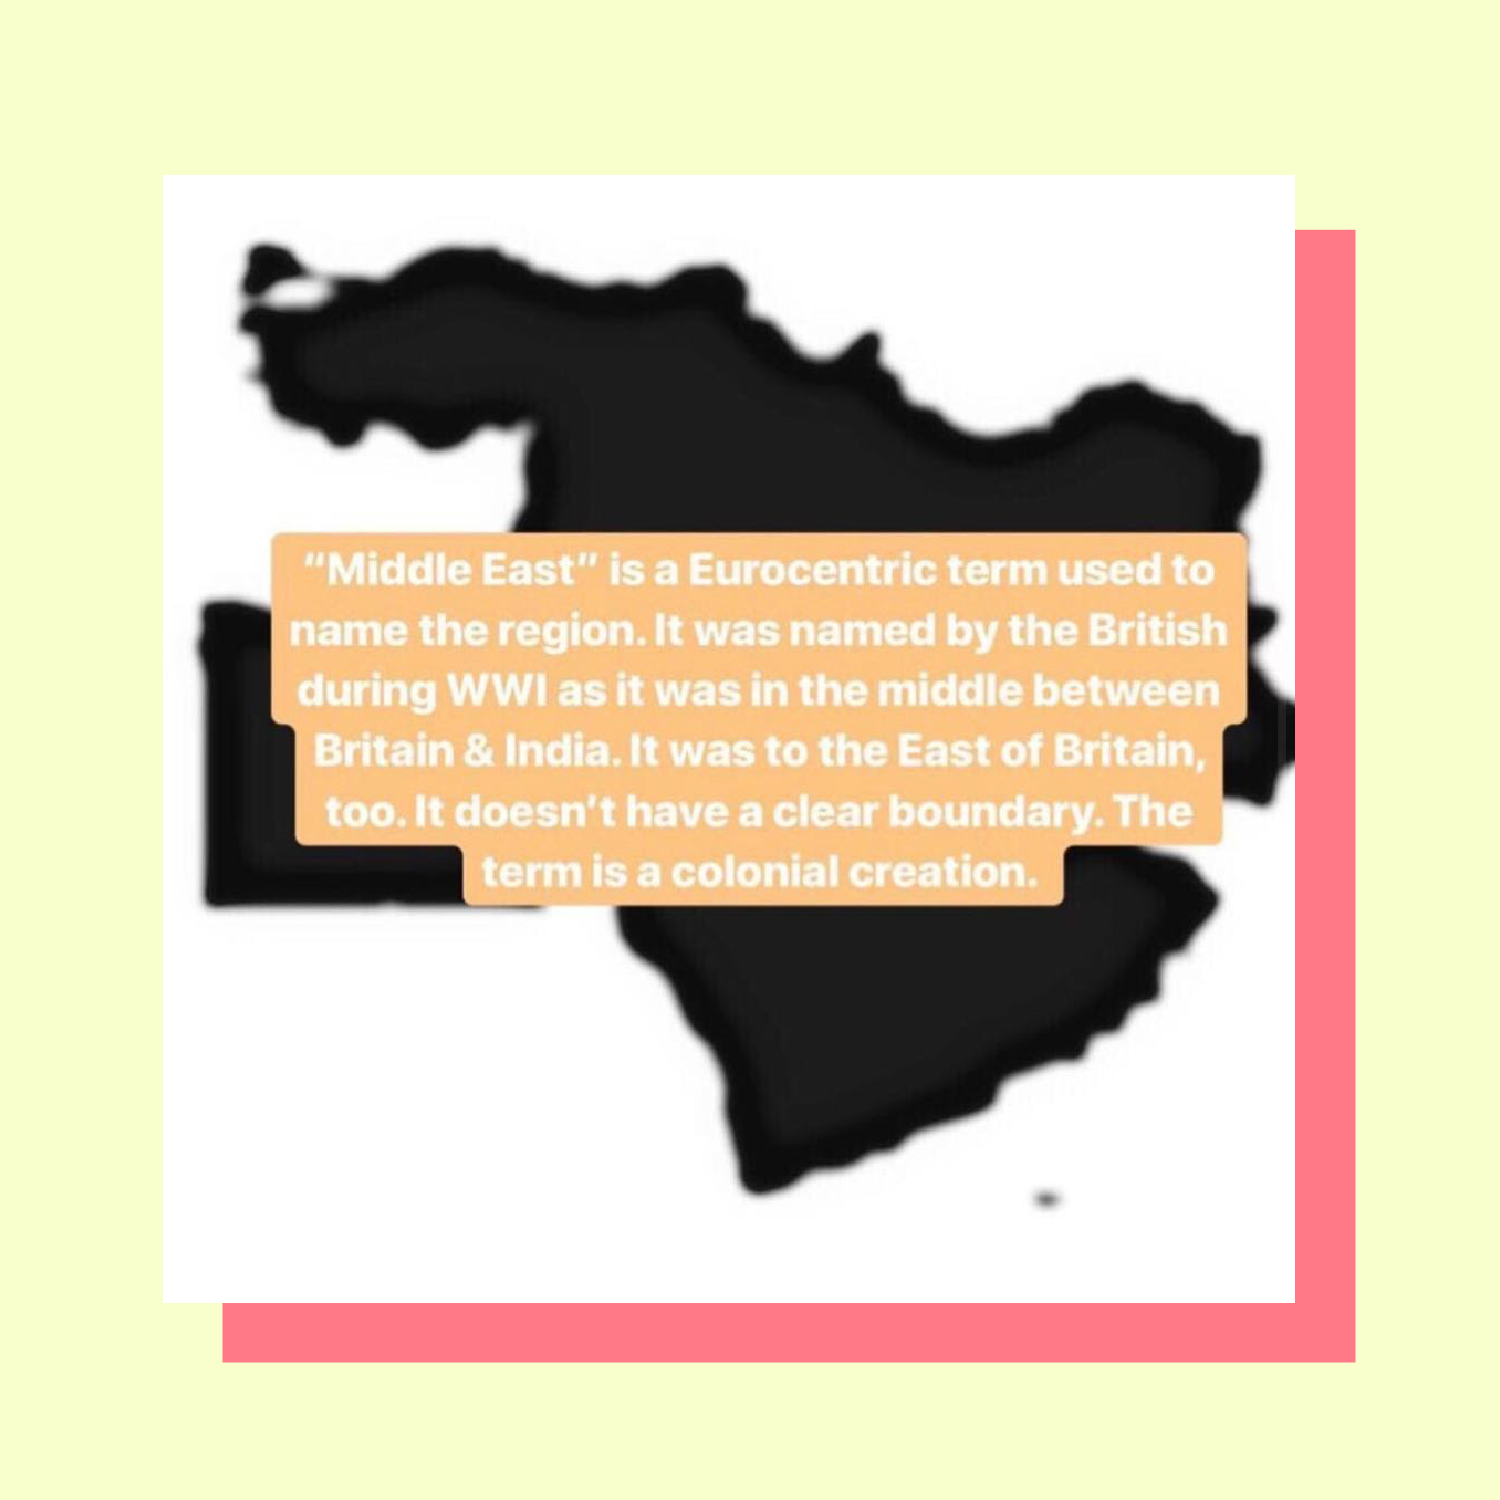 “Middle East” is a Eurocentric term used to
name the region. It was named by the British
during WWI as it was in the middle between
Britain & India. It was to the East of Britain,
too. It doesn’t have a clear boundary. The
term is a colonial creation.